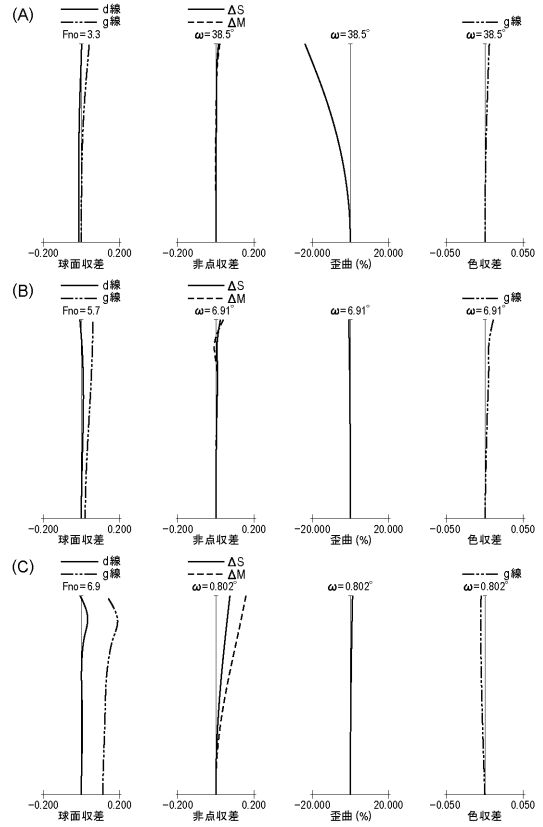 (A)
d線
g線
Fno=3.3
ΔS
ΔM
ω=38.5°
ω=38.5°
g線
ω=38.5°
-0.200 0.200
球面収差
-0.200 0.200
非点収差
-20.000 20.000
歪曲(%)
-0.050 0.050
色収差
(B)
d線
g線
Fno=5.7
ΔS
ΔM
ω=6.91°
ω=6.91°
g線
ω=6.91°
-0.200 0.200
球面収差
-0.200 0.200
非点収差
-20.000 20.000
歪曲(%)
-0.050 0.050
色収差
(C)
d線
g線
Fno=6.9
ΔS
ΔM
ω=0.802°
ω=0.802°
g線
ω=0.802°
-0.200 0.200
球面収差
-0.200 0.200
非点収差
-20.000 20.000
歪曲(%)
-0.050 0.050
色収差